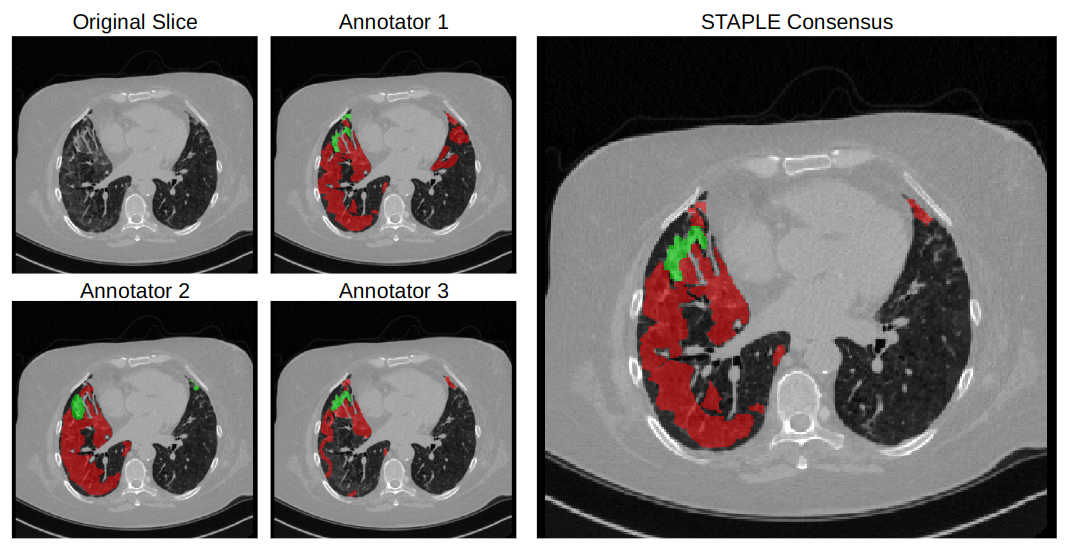 Original Slice
Annotator 1
STAPLE Consensus
Annotator 2
Annotator 3